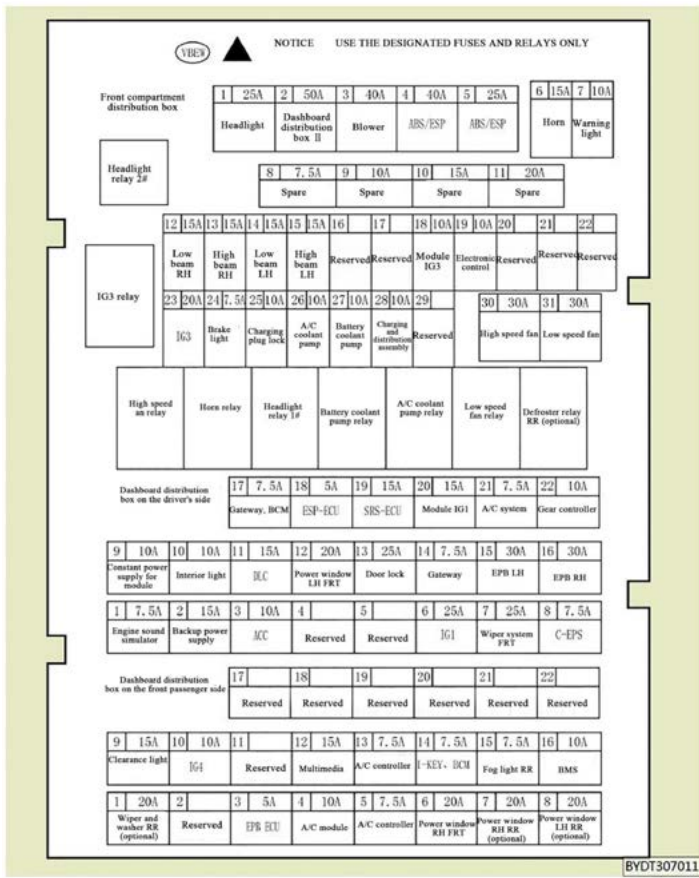 VBEW NOTICE USE THE DESIGNATED FUSES AND RELAYS ONLY
Front compartment
distribution box
1 25A 2 50A 3 40A 4 40A 5 25A
Headlight
Dashboard
distribution
box II
Blower
ABS/ESP
ABS/ESP
6 15A 7 10A
Horn
Warning
light
Headlight
relay 2#
8 7.5A 9 10A 10 15A 11 20A
Spare Spare Spare Spare
12 15A 13 15A 14 15A 15 15A 16 17 18 10A 19 10A 20 21 22
Low
beam
RH
High
beam
RH
Low
beam
LH
High
beam
LH
Reserved
Reserved
Module
IG3
Electronic
control
Reserved
Reserved
Reserved
IG3 relay
23 20A 24 7.5A 25 10A 26 10A 27 10A 28 10A 29
IG3
Brake
light
Charging
plug lock
A/C
coolant
pump
Battery
coolant
pump
Charging
and
distribution
assembly
Reserved
30 30A 31 30A
High speed fan Low speed fan
High speed
an relay
Horn relay
Headlight
relay 1#
Battery coolant
pump relay
A/C coolant
pump relay
Low speed
fan relay
Defroster relay
RR (optional)
Dashboard distribution
box on the driver's side
17 7.5A 18 5A 19 15A 20 15A 21 7.5A 22 10A
Gateway, BCM ESP-ECU SRS-ECU Module IG1 A/C system Gear controller
9 10A 10 10A 11 15A 12 20A 13 25A 14 7.5A 15 30A 16 30A
Constant power
supply for
module
Interior light
DLC
Power window
LH FRT
Door lock
Gateway
EPB LH
EPB RH
1 7.5A 2 15A 3 10A 4 5 6 25A 7 25A 8 7.5A
Engine sound
simulator
Backup power
supply
ACC
Reserved
Reserved
IG1
Wiper system
FRT
C-EPS
Dashboard distribution
box on the front passenger side
17 18 19 20 21 22
Reserved Reserved Reserved Reserved Reserved Reserved
9 15A 10 10A 11 12 15A 13 7.5A 14 7.5A 15 7.5A 16 10A
Clearance light IG4 Reserved Multimedia A/C controller I-KEY, BCM Fog light RR BMS
1 20A 2 3 5A 4 10A 5 7.5A 6 20A 7 20A 8 20A
Wiper and
washer RR
(optional)
Reserved
EPB ECU
A/C module
A/C controller
Power window
RH FRT
Power window
RH RR
(optional)
Power window
LH RR
(optional)
BYDT307011